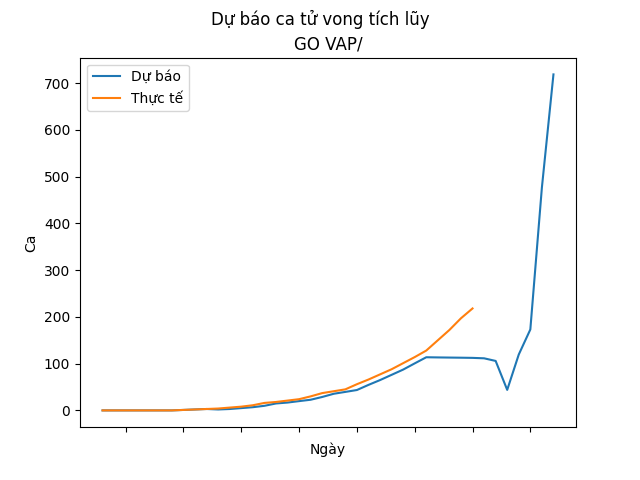 Dự báo ca tử vong tích lũy
GO VAP/
Dự báo
Thực tế
700
600
500
400
300
200
100
0
Ca
Ngày